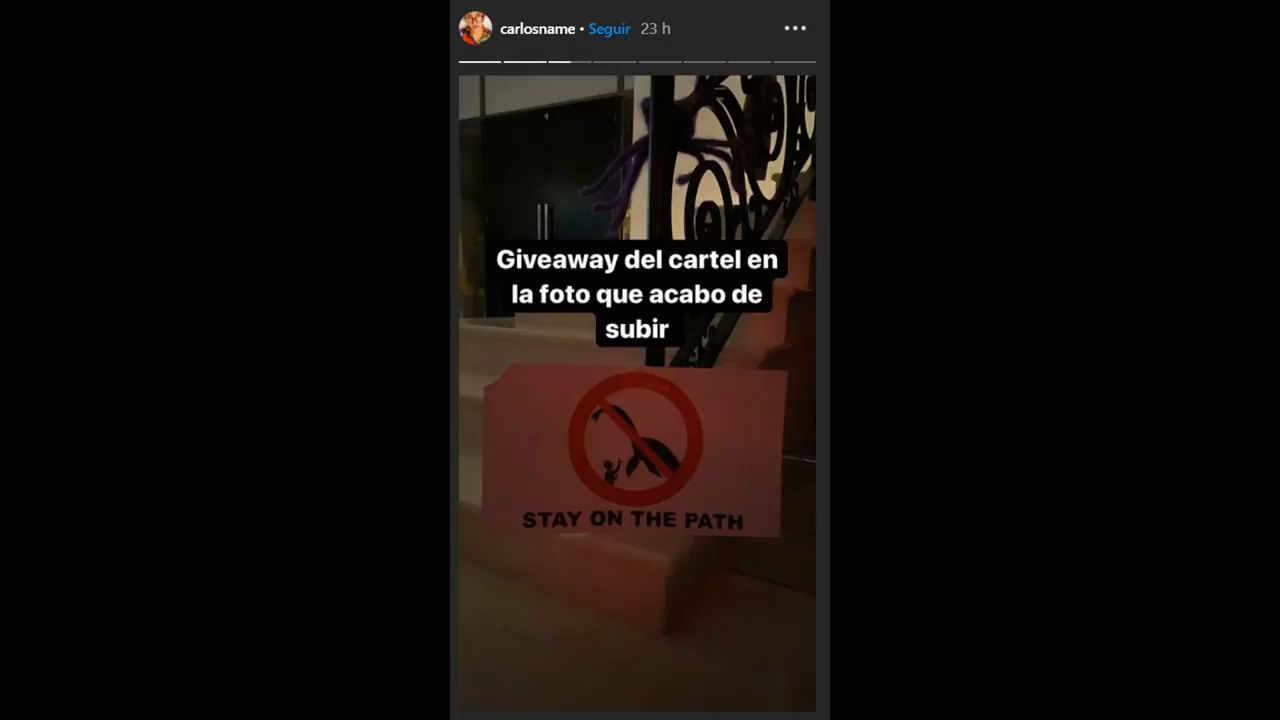 carlosname • Seguir 23 h
Giveaway del cartel en
la foto que acabo de
subir
STAY ON THE PATH